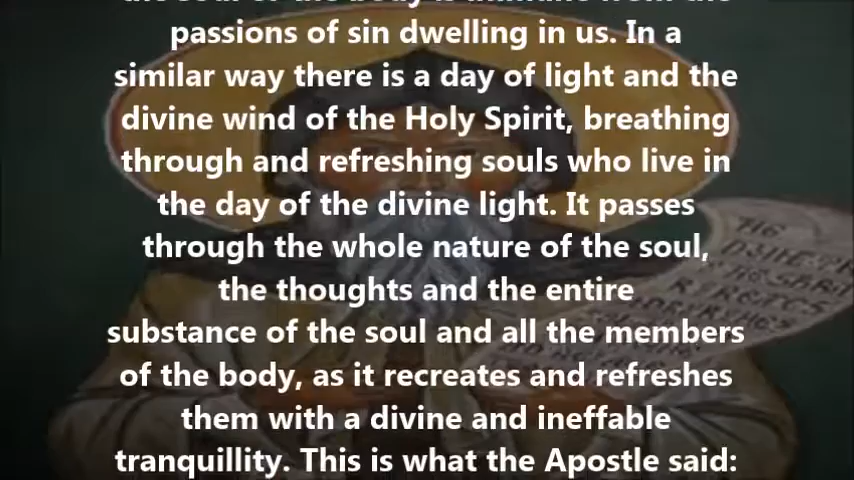 passions of sin dwelling in us. In a
similar way there is a day of light and the
divine wind of the Holy Spirit, breathing
through and refreshing souls who live in
the day of the divine light. It passes
through the whole nature of the soul,
the thoughts and the entire
substance of the soul and all the members
of the body, as it recreates and refreshes
them with a divine and ineffable
tranquillity. This is what the Apostle said: